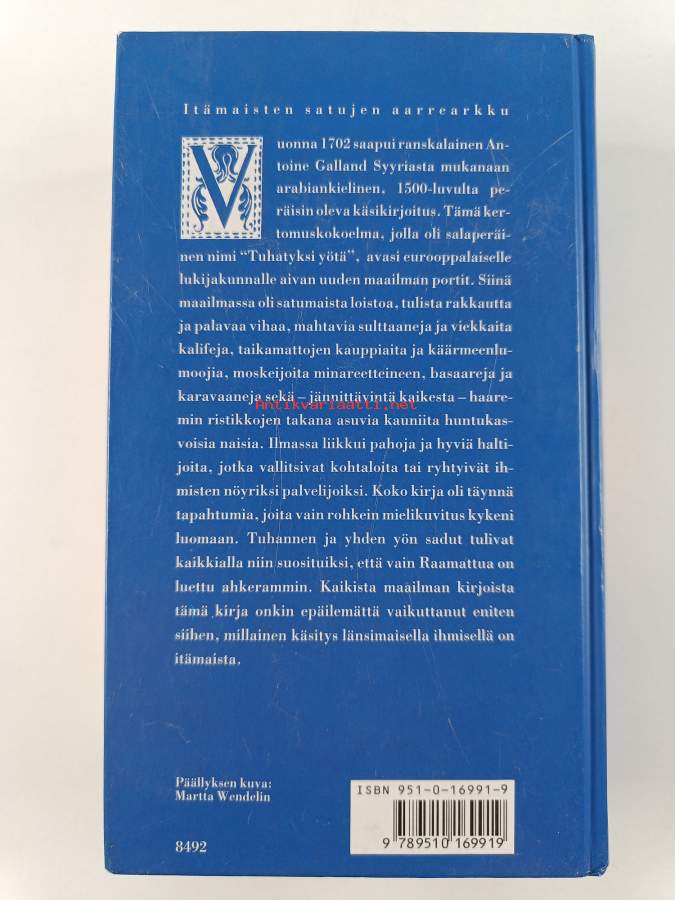 Itämaisten satujen aarrearkku
Vuonna 1702 saapui ranskalainen An-
toine Galland Syyriasta mukanaan
arabiankielinen, 1500-luvulta pe-
räisin oleva käsikirjoitus. Tämä ker-
tomuskokoelma, jolla oli salaperäi-
nen nimi “Tuhatyksi yötä”, avasi eurooppalaiselle
lukijakunnalle aivan uuden maailman portit. Siinä
maailmassa oli satumaista loistoa, tulista rakkautta
ja palavaa vihaa, mahtavia sulttaaneja ja viekkaita
kalifeja, taikamattojen kauppiaita ja käärmeenlu-
moojia, moskeijoita minareetteineen, basaareja ja
karavaaneja sekä – jännittävintä kaikesta – haare-
Antikvariaatti.net
min ristikkojen takana asuvia kauniita huntukas-
voisia naisia. Ilmassa liikkui pahoja ja hyviä halti-
joita, jotka vallitsivat kohtaloita tai ryhtyivät ih-
misten nöyriksi palvelijoiksi. Koko kirja oli täynnä
tapahtumia, joita vain rohkein mielikuvitus kykeni
luomaan. Tuhannen ja yhden yön sadut tulivat
kaikkialla niin suosituiksi, että vain Raamattua on
luettu ahkerammin. Kaikista maailman kirjoista
tämä kirja onkin epäilemättä vaikuttanut eniten
siihen, millainen käsitys länsimaisella ihmisellä on
itämaista.
Päällyksen kuva:
Martta Wendelin
8492
ISBN 951-0-16991-9
9 789510 169919